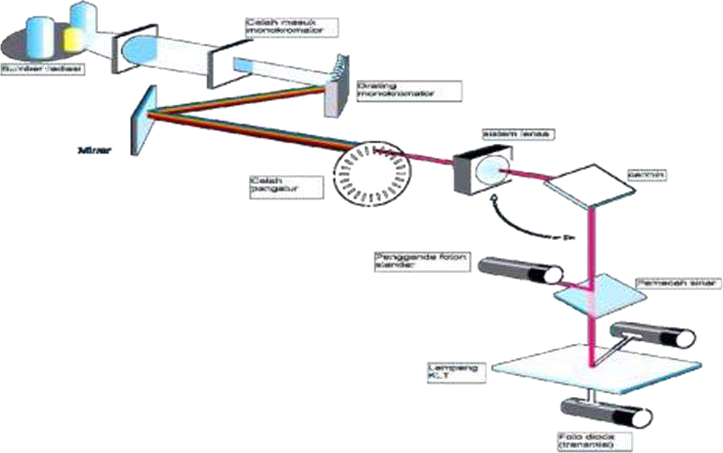 Celah masuk
monokromator
Sumber radiasi
Grating
monokromator
Mirror
sistem lensa
Celah
pengatur
cermin
Pengganda foton
standar
Pemecah sinar
Lempeng
KLT
Foto dioda
(transmisi)